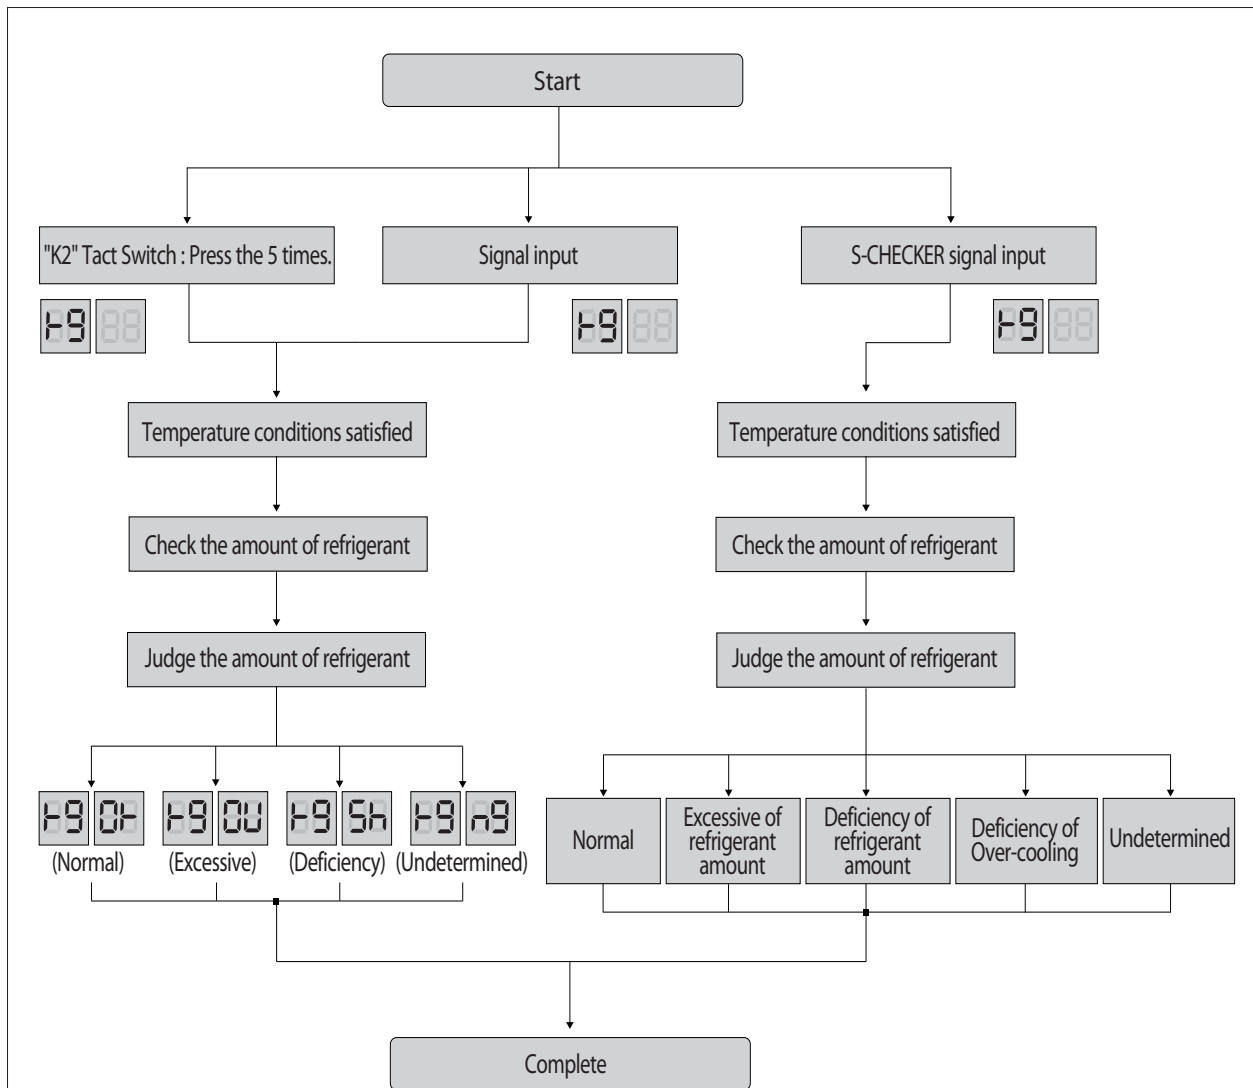 Start
"K2" Tact Switch : Press the 5 times.
Signal input
S-CHECKER signal input
Temperature conditions satisfied
Temperature conditions satisfied
Check the amount of refrigerant
Check the amount of refrigerant
Judge the amount of refrigerant
Judge the amount of refrigerant
(Normal)
(Excessive)
(Deficiency)
(Undetermined)
Normal
Excessive of
refrigerant
amount
Deficiency of
refrigerant
amount
Deficiency of
Over-cooling
Undetermined
Complete